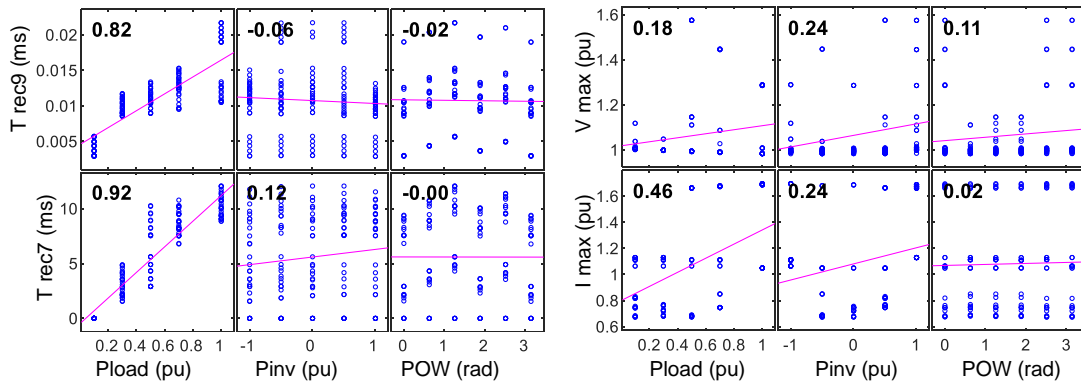 0.82 -0.06 -0.02
T rec9 (ms)
0.02
0.015
0.01
0.005
0.92 0.12 -0.00
T rec7 (ms)
10
5
0
0.2 0.4 0.6 0.8 1 -1 0 1 0 1 2 3
Pload (pu) Pinv (pu) POW (rad)
0.18 0.24 0.11
V max (pu)
1.6
1.4
1.2
1
0.46 0.24 0.02
I max (pu)
1.6
1.4
1.2
1
0.8
0.6
0 0.2 0.4 0.6 0.8 1 -1 0 1 0 1 2 3
Pload (pu) Pinv (pu) POW (rad)